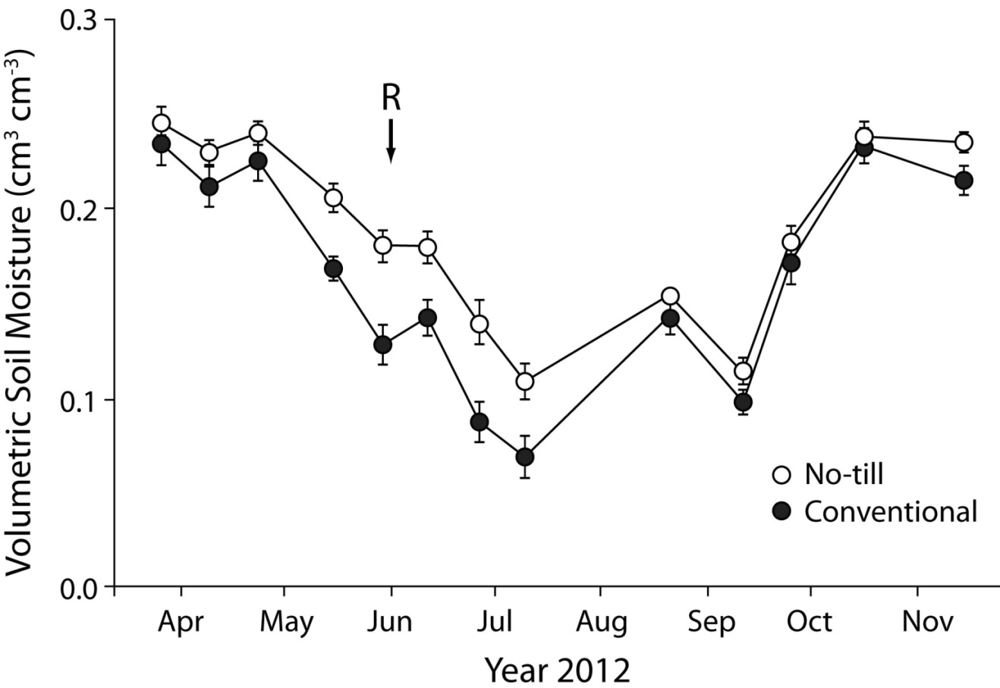 Volumetric Soil Moisture (cm³ cm⁻³)
0.3
0.2
0.1
0.0
R
No-till
Conventional
Apr May Jun Jul Aug Sep Oct Nov
Year 2012